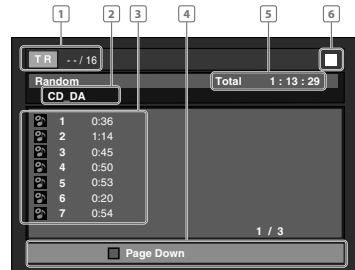 1 2 3 4 5 6
TR --/16
Random Total 1:13:29
CD_DA
1 0:36
2 1:14
3 0:45
4 0:50
5 0:53
6 0:20
7 0:54
1 / 3
Page Down